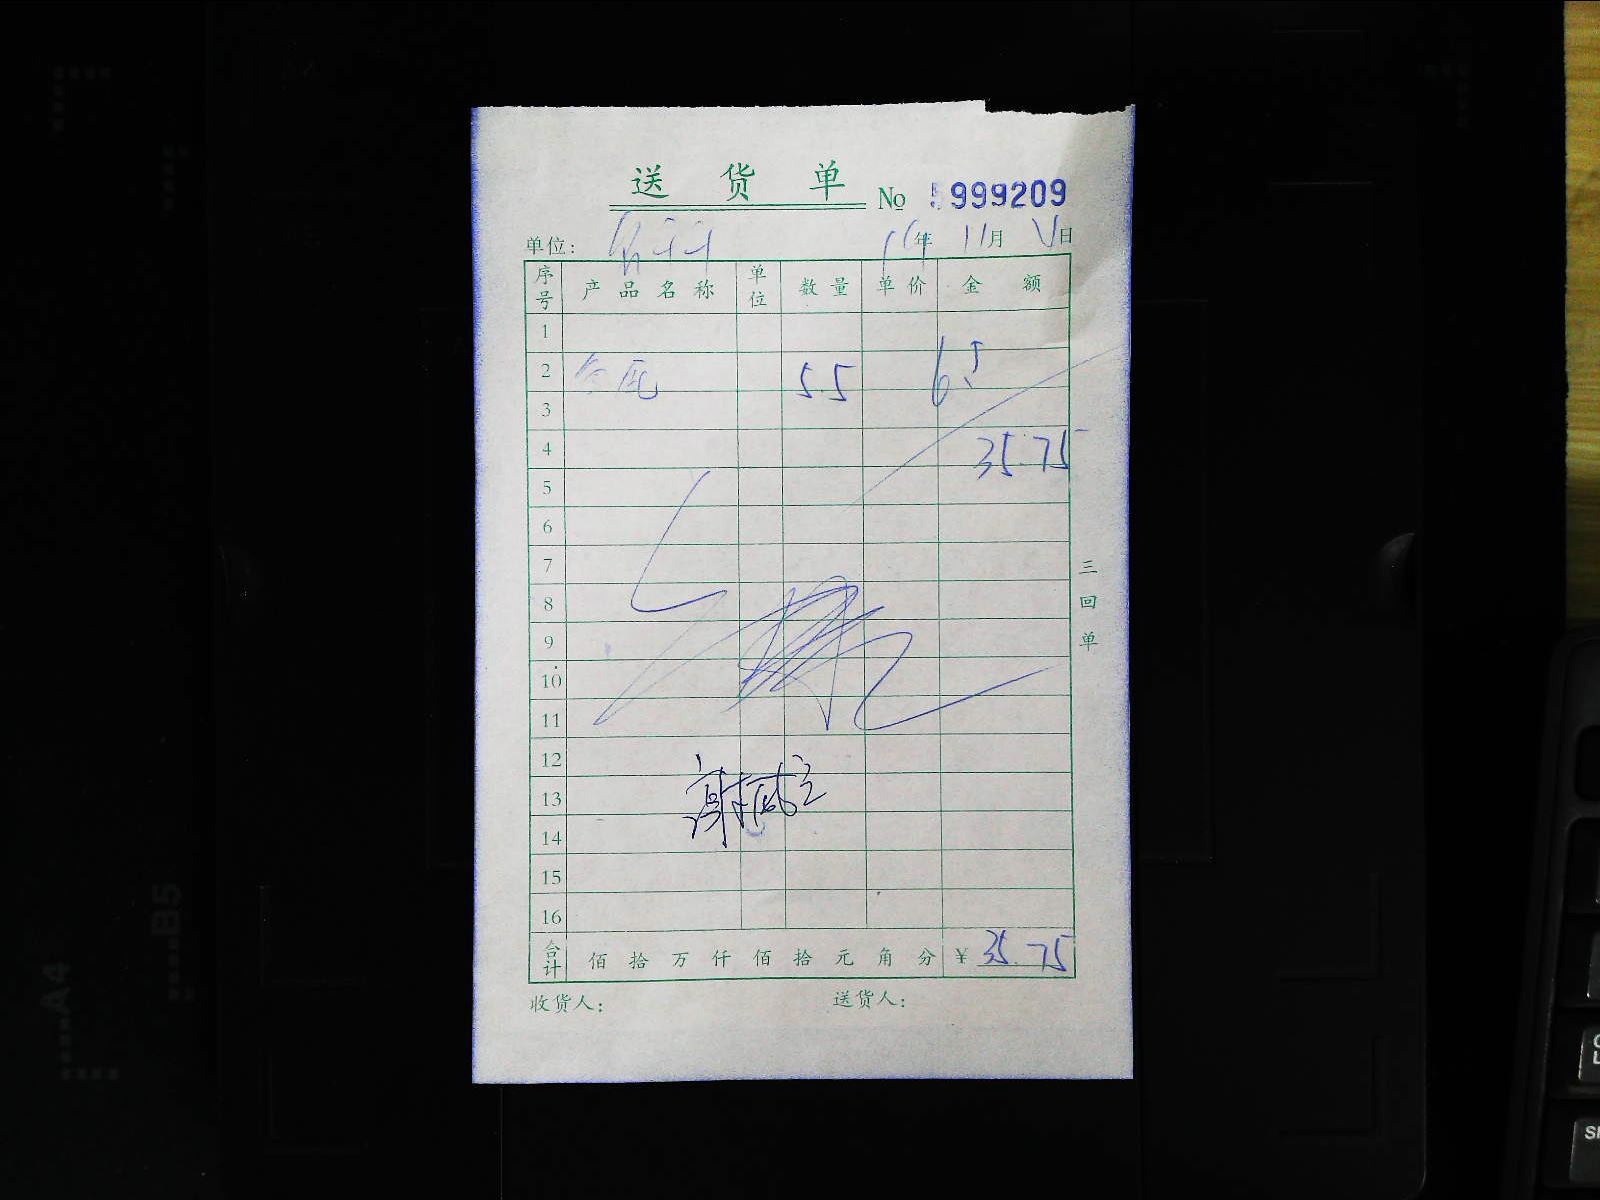 送 货 单 No 5999209
单位: 年 11月 日
序号 产品名称 单位 数量 单价 金额
1
2 5.5 6.5
3
4 35.75
5
6
7
8
9
10
11
12
13
14
15
16
合计 佰 拾 万 仟 佰 拾 元 角 分 ¥ 35.75
收货人: 送货人:
三回单
B5
A4